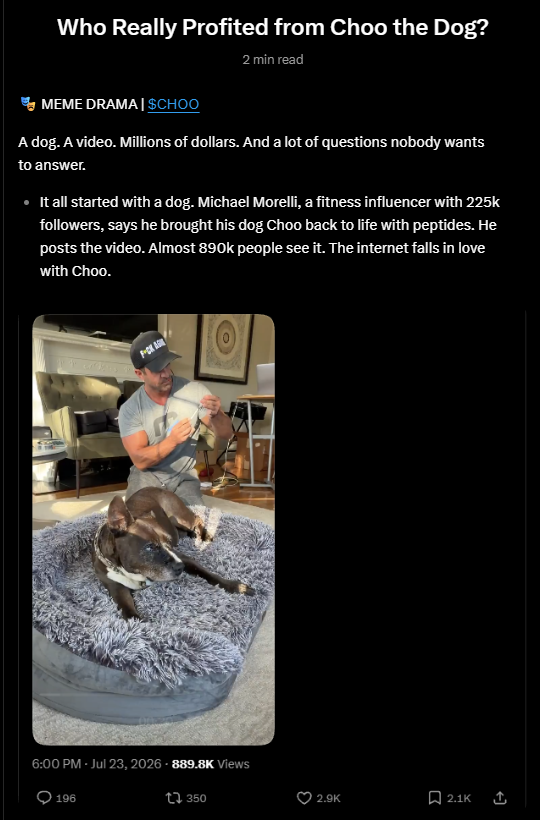 Who Really Profited from Choo the Dog?
2 min read
🎭 MEME DRAMA | $CHOO
A dog. A video. Millions of dollars. And a lot of questions nobody wants
to answer.
• It all started with a dog. Michael Morelli, a fitness influencer with 225k
followers, says he brought his dog Choo back to life with peptides. He
posts the video. Almost 890k people see it. The internet falls in love
with Choo.
6:00 PM · Jul 23, 2026 · 889.8K Views
196 350 2.9K 2.1K